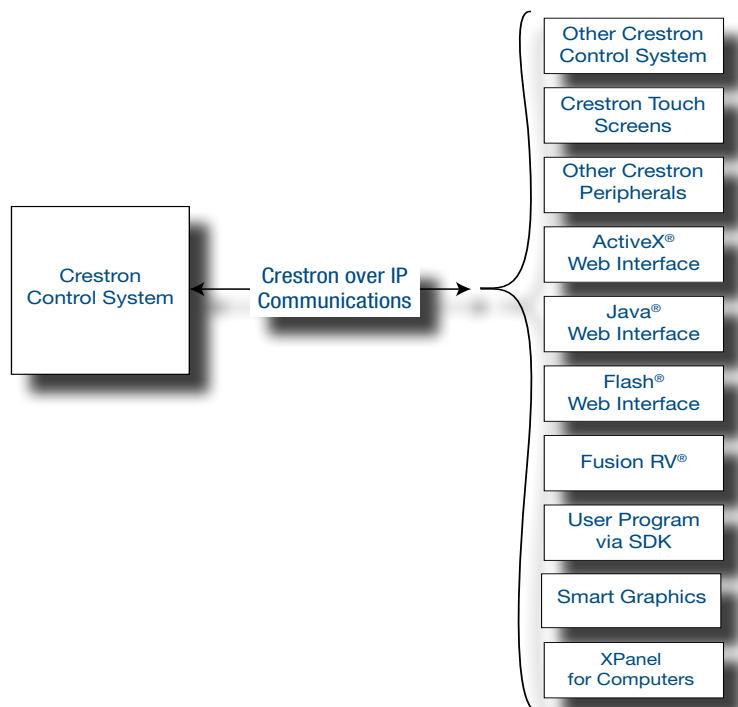 Crestron
Control System
Crestron over IP
Communications
Other Crestron
Control System
Crestron Touch
Screens
Other Crestron
Peripherals
ActiveX®
Web Interface
Java®
Web Interface
Flash®
Web Interface
Fusion RV®
User Program
via SDK
Smart Graphics
XPanel
for Computers